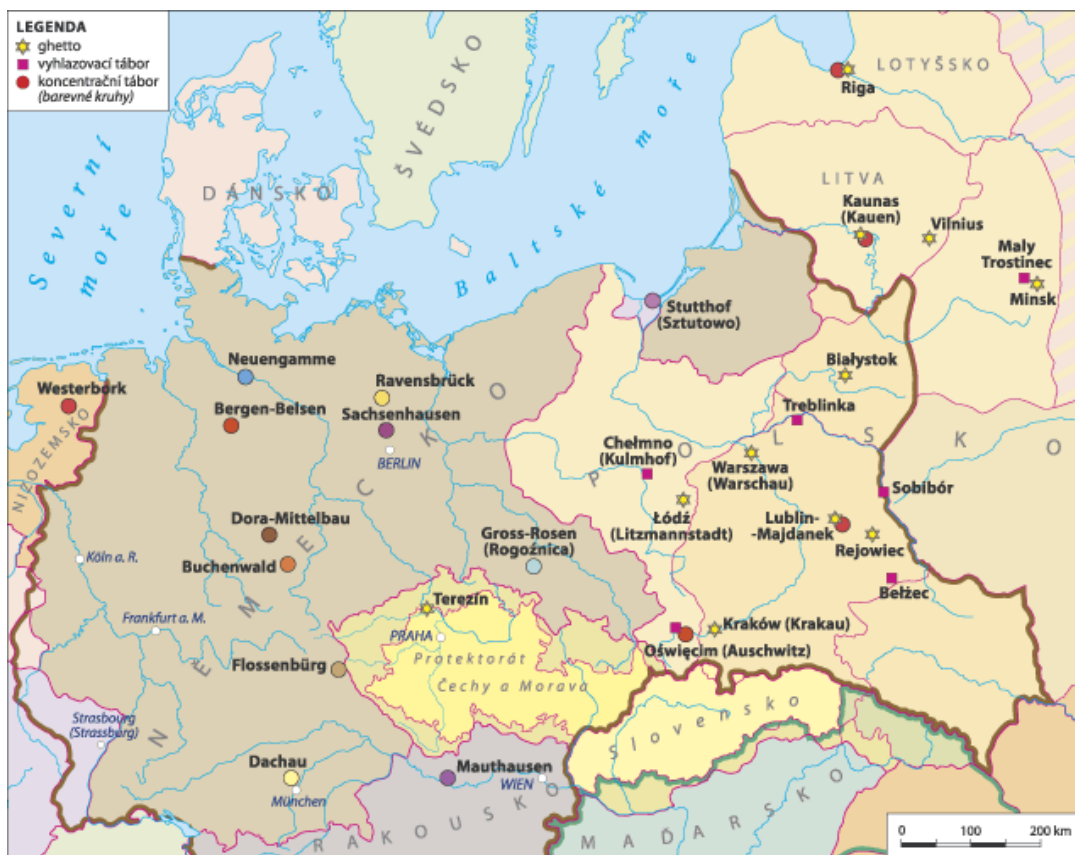 LEGENDA
ghetto
vyhlazovací tábor
koncentrační tábor
(barevné kruhy)
Severní
moře
DÁNSKO
ŠVÉDSKO
Baltské moře
LOTYŠSKO
Riga
LITVA
Kaunas
(Kauen)
Vilnius
Maly
Trostinec
Minsk
Stutthof
(Sztutowo)
Neuengamme
Ravensbrück
Westerbork
Bergen-Belsen
Sachsenhausen
BERLIN
NIZOZEMSKO
Białystok
Treblinka
Chełmno
(Kulmhof)
POLSKO
Warszawa
(Warschau)
Sobibór
Łódź
(Litzmannstadt)
Lublin-
-Majdanek
Rejowiec
Bełżec
Dora-Mittelbau
Buchenwald
NĚMECKO
Gross-Rosen
(Rogoźnica)
Köln a. R.
Frankfurt a. M.
Terezín
PRAHA
Protektorát
Čechy a Morava
Kraków (Krakau)
Oświęcim (Auschwitz)
Flossenbürg
Slovensko
Strasbourg
(Strassburg)
Dachau
München
Mauthausen
WIEN
RAKOUSKO
MAĎARSKO
0 100 200 km